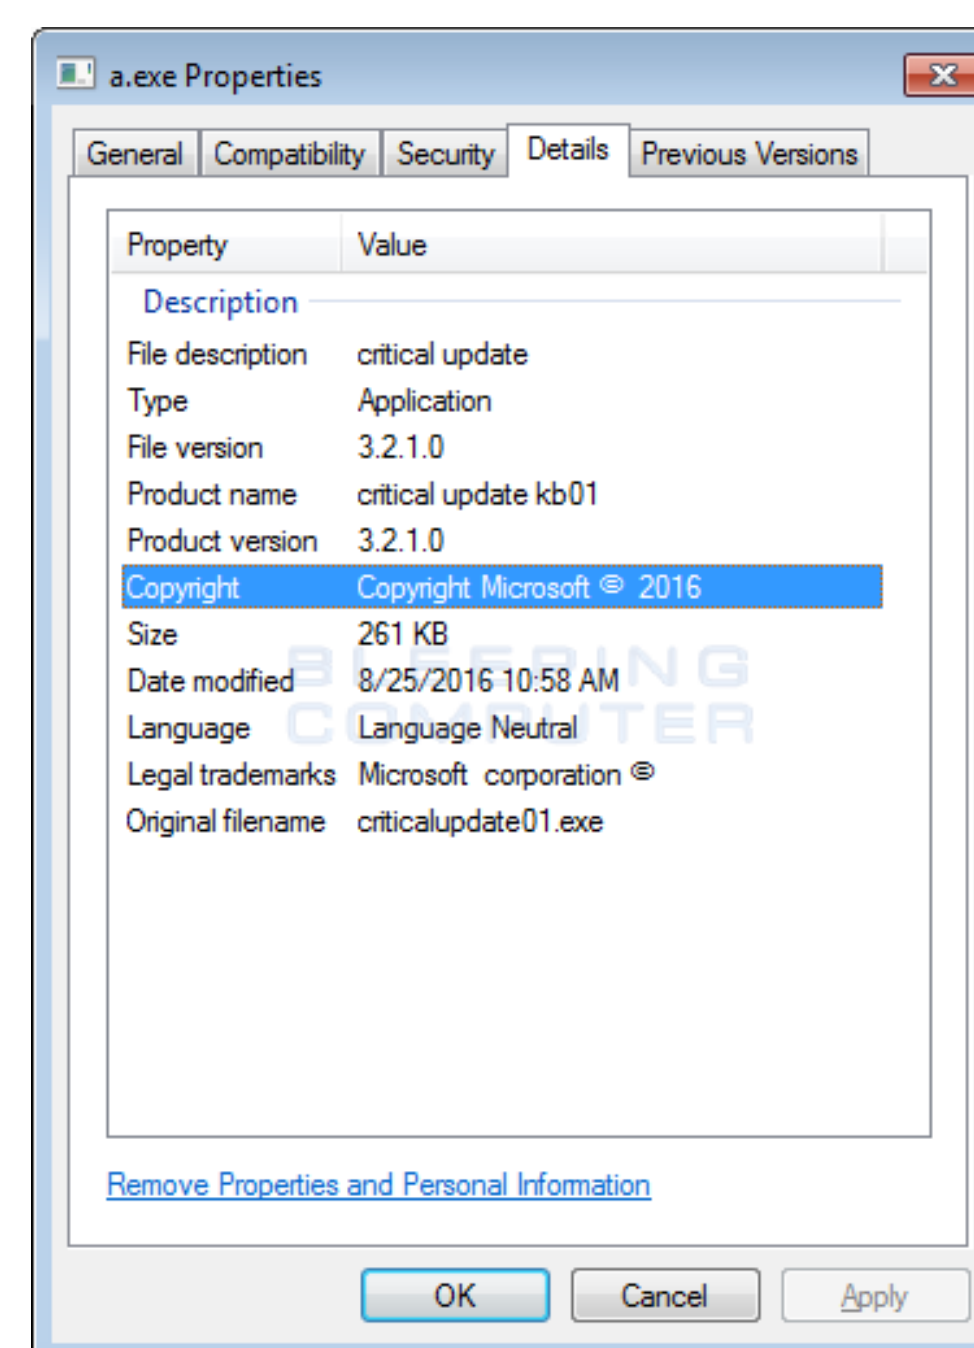 a.exe Properties
General Compatibility Security Details Previous Versions
Property Value
Description
File description critical update
Type Application
File version 3.2.1.0
Product name critical update kb01
Product version 3.2.1.0
Copyright Copyright Microsoft © 2016
Size 261 KB
Date modified 8/25/2016 10:58 AM
Language Language Neutral
Legal trademarks Microsoft corporation ©
Original filename criticalupdate01.exe
BLEEPING
COMPUTER
Remove Properties and Personal Information
OK Cancel Apply